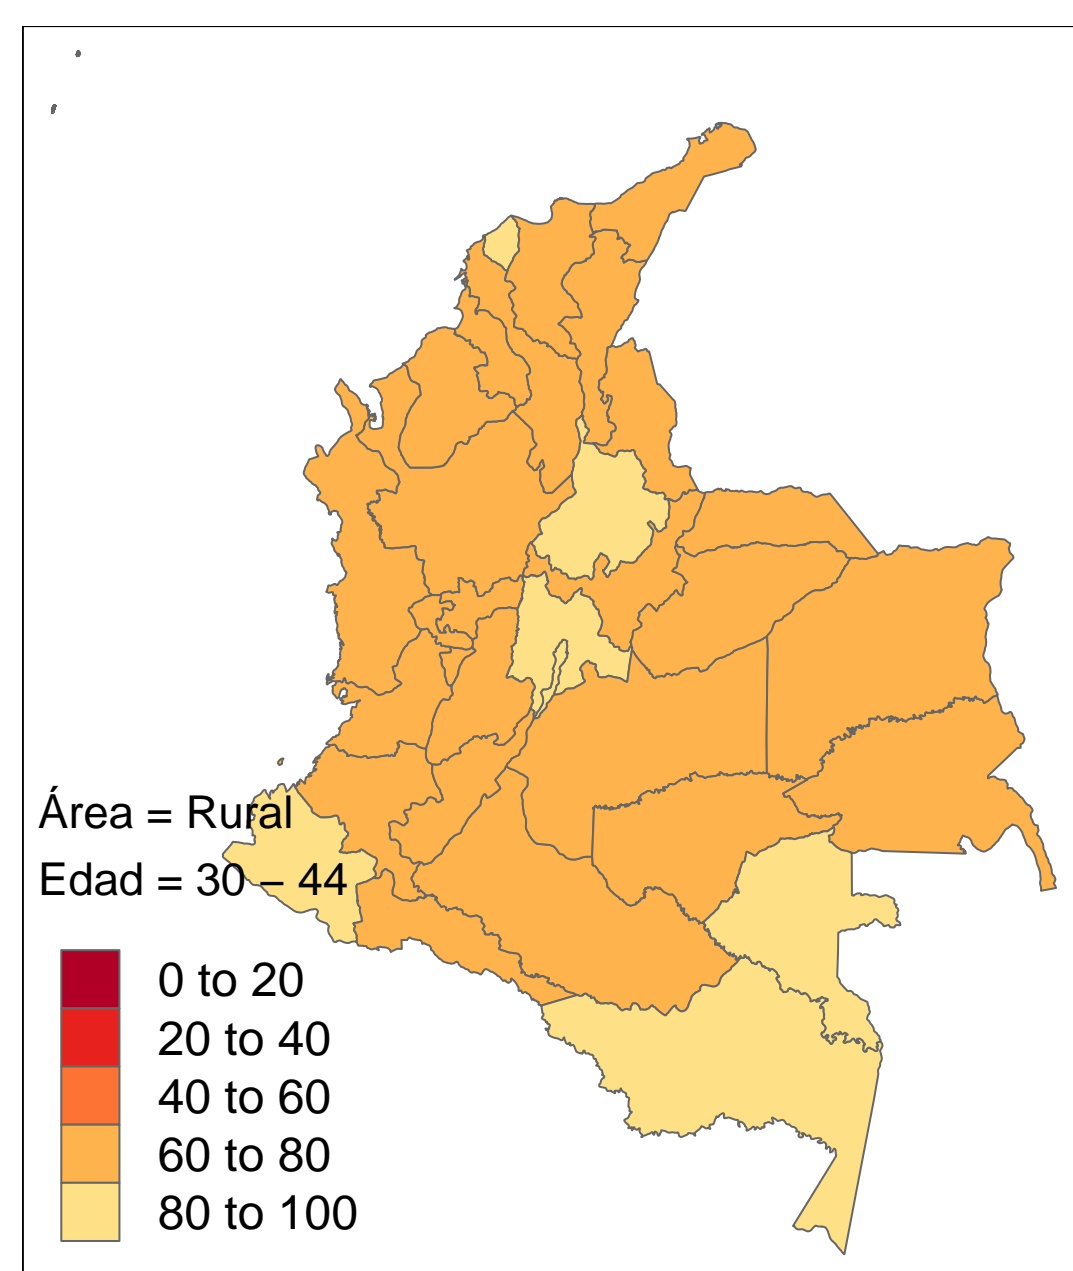 Área = Rural
Edad = 30 – 44
0 to 20
20 to 40
40 to 60
60 to 80
80 to 100